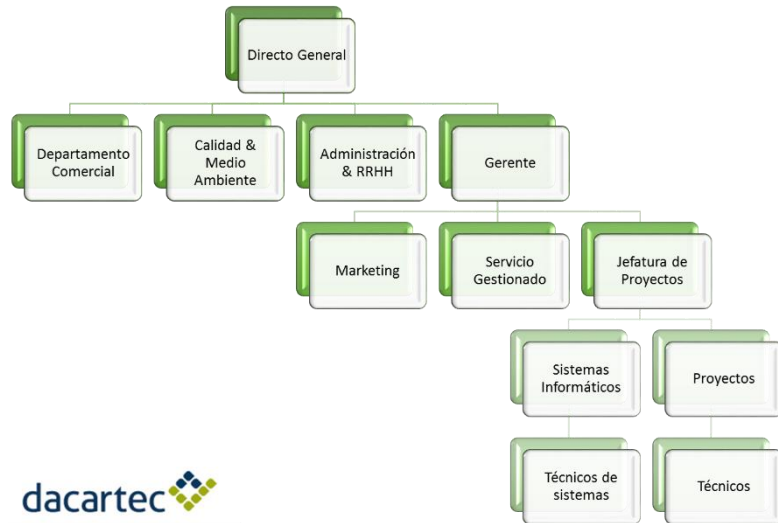 Directo General
Departamento
Comercial
Calidad &
Medio
Ambiente
Administración
& RRHH
Gerente
Marketing
Servicio
Gestionado
Jefatura de
Proyectos
Sistemas
Informáticos
Proyectos
Técnicos de
sistemas
Técnicos
dacartec